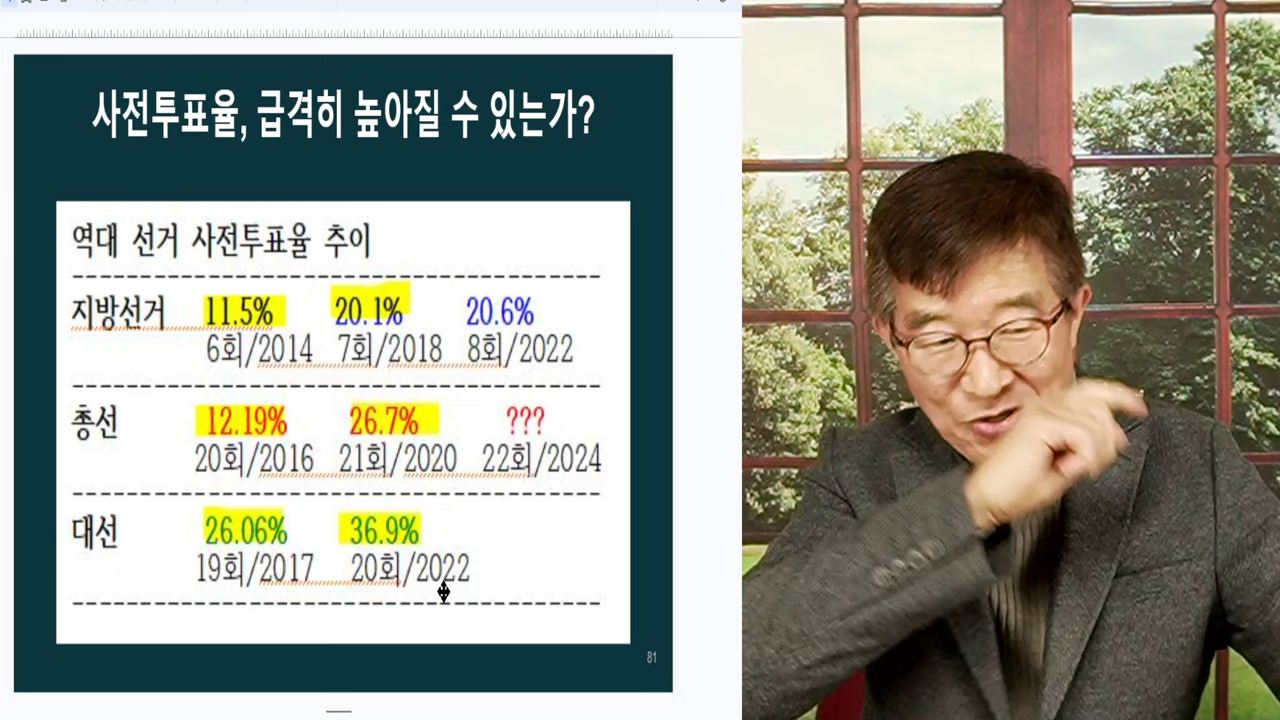 사전투표율, 급격히 높아질 수 있는가?
역대 선거 사전투표율 추이
지방선거 11.5% 20.1% 20.6%
6회/2014 7회/2018 8회/2022
총선 12.19% 26.7% ???
20회/2016 21회/2020 22회/2024
대선 26.06% 36.9%
19회/2017 20회/2022
81